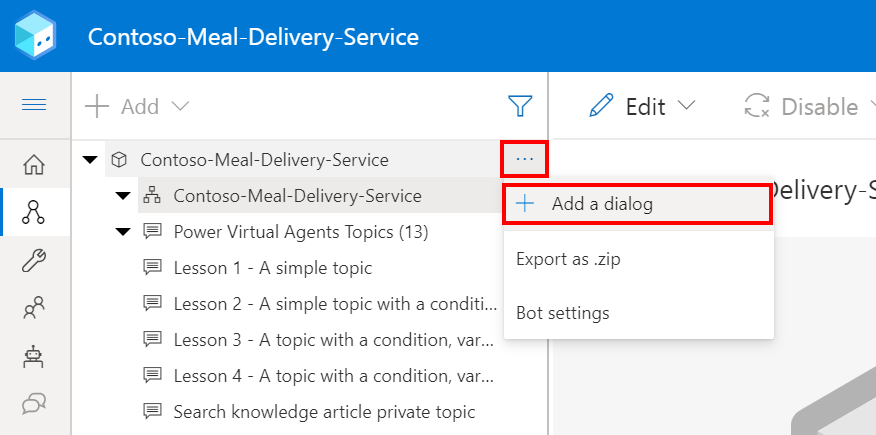 Contoso-Meal-Delivery-Service
Add
Edit
Disable
Contoso-Meal-Delivery-Service
...
Contoso-Meal-Delivery-Service
Add a dialog
Delivery-S
Power Virtual Agents Topics (13)
Export as .zip
Lesson 1 - A simple topic
Lesson 2 - A simple topic with a conditi...
Bot settings
Lesson 3 - A topic with a condition, var...
Lesson 4 - A topic with a condition, var...
Search knowledge article private topic